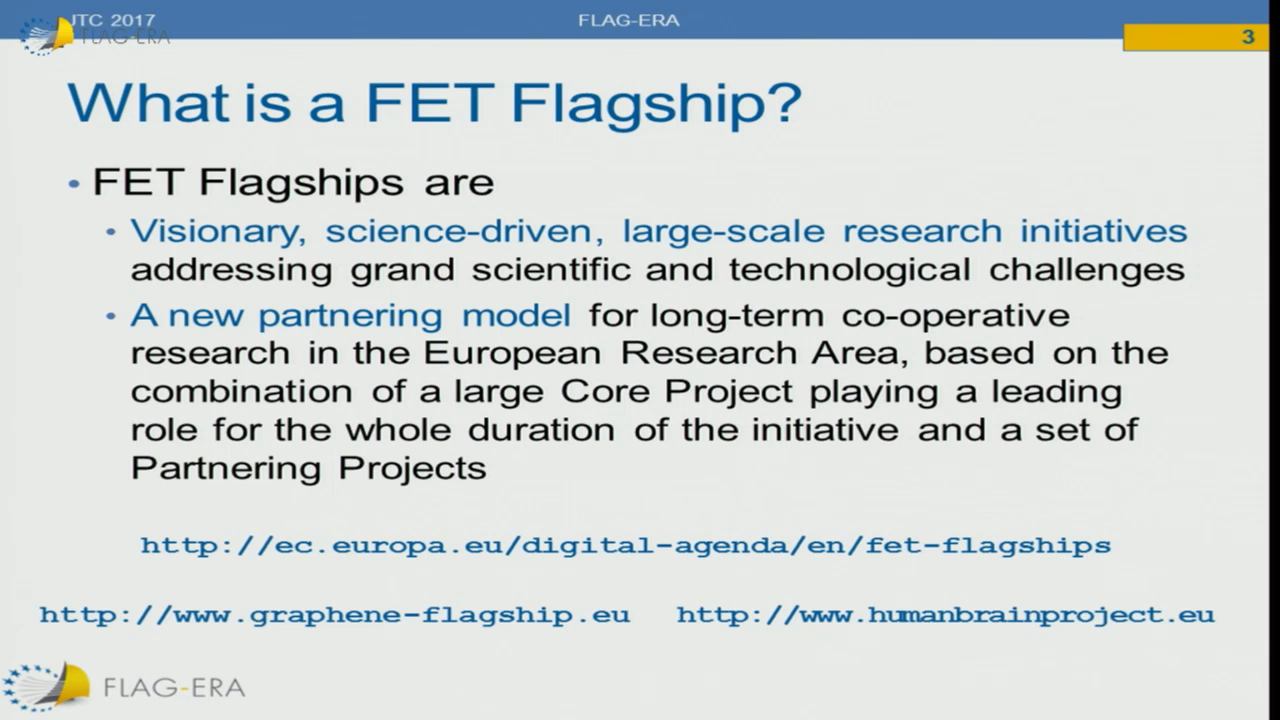 JTC 2017
FLAG-ERA
FLAG-ERA
3
What is a FET Flagship?
• FET Flagships are
• Visionary, science-driven, large-scale research initiatives
addressing grand scientific and technological challenges
• A new partnering model for long-term co-operative
research in the European Research Area, based on the
combination of a large Core Project playing a leading
role for the whole duration of the initiative and a set of
Partnering Projects
http://ec.europa.eu/digital-agenda/en/fet-flagships
http://www.graphene-flagship.eu http://www.humanbrainproject.eu
FLAG-ERA